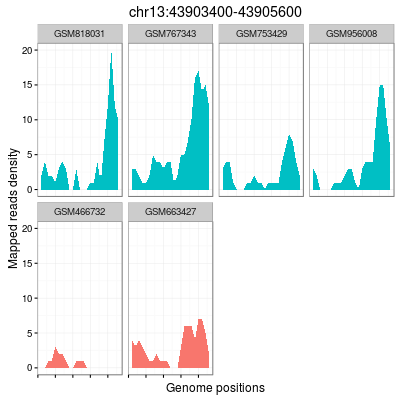 chr13:43903400-43905600
GSM818031 GSM767343 GSM753429 GSM956008
20
15
10
5
0
GSM466732 GSM663427
20
15
10
5
0
Mapped reads density
Genome positions